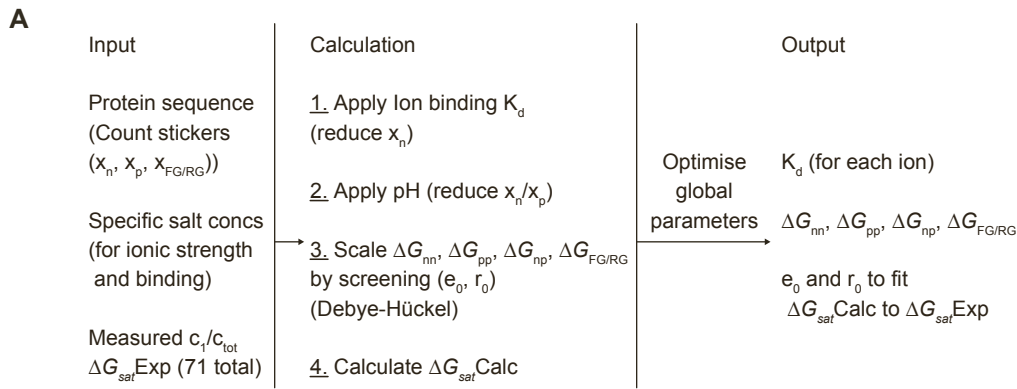 A
Input
Protein sequence
(Count stickers
(xn, xp, xFG/RG))
Specific salt concs
(for ionic strength
and binding)
Measured c1/ctot
ΔGsatExp (71 total)
Calculation
1. Apply Ion binding Kd
(reduce xn)
2. Apply pH (reduce xn/xp)
3. Scale ΔGnn, ΔGpp, ΔGnp, ΔGFG/RG
by screening (e0, r0)
(Debye-Hückel)
4. Calculate ΔGsatCalc
Optimise
global
parameters
Output
Kd (for each ion)
ΔGnn, ΔGpp, ΔGnp, ΔGFG/RG
e0 and r0 to fit
ΔGsatCalc to ΔGsatExp